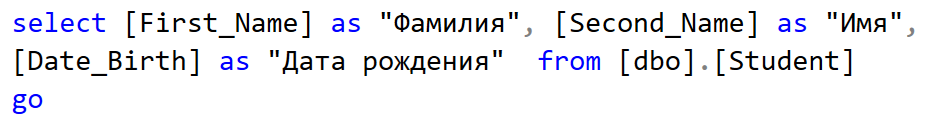 select [First_Name] as "Фамилия", [Second_Name] as "Имя",
[Date_Birth] as "Дата рождения"  from [dbo].[Student]
go